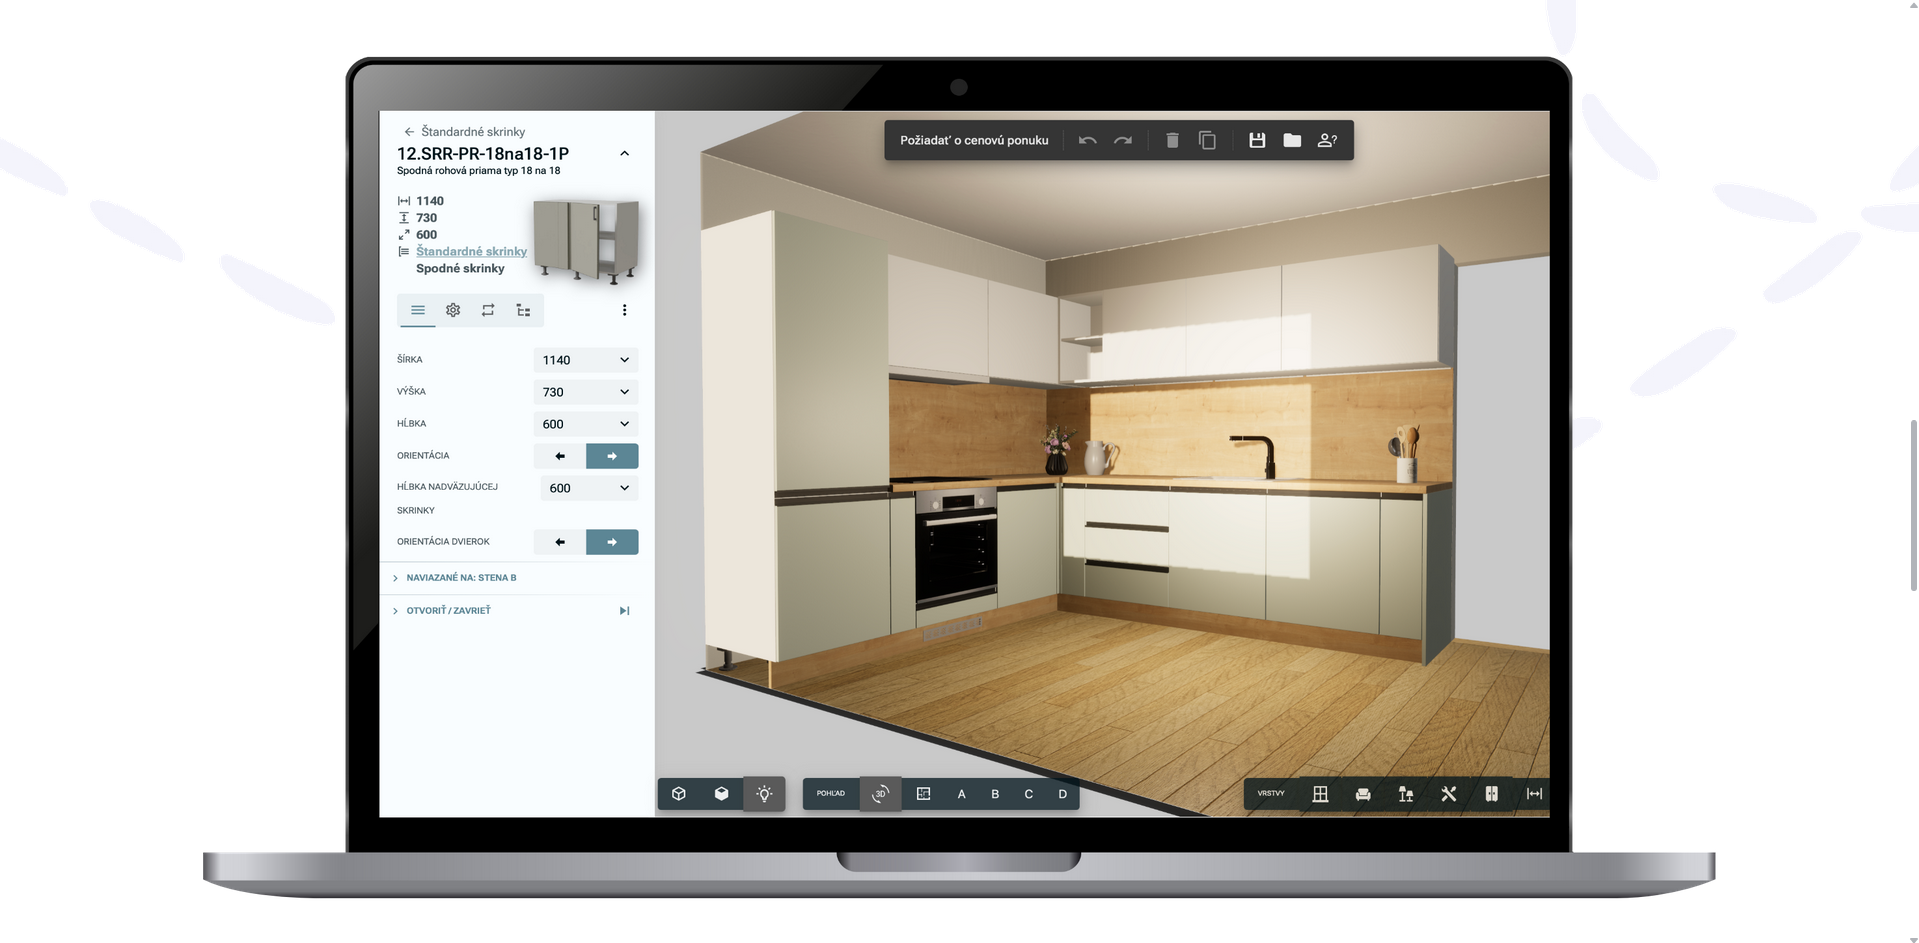 Štandardné skrinky
12.SRR-PR-18na18-1P
Spodná rohová priama typ 18 na 18
1140
730
600
Štandardné skrinky
Spodné skrinky
ŠÍRKA 1140
VÝŠKA 730
HĹBKA 600
ORIENTÁCIA
HĹBKA NADVÄZUJÚCEJ 600
SKRINKY
ORIENTÁCIA DVIEROK
NAVIAZANÉ NA: STENA B
OTVORIŤ / ZAVRIEŤ
Požiadať o cenovú ponuku
POHĽAD 3D A B C D
VRSTVY